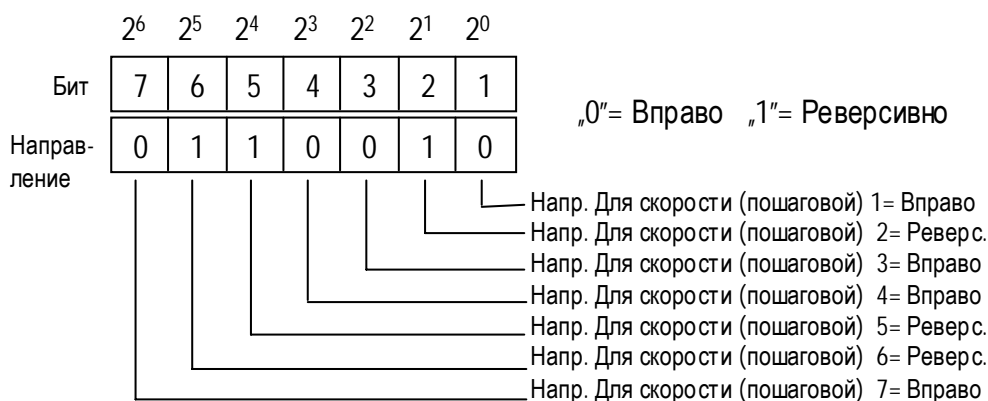 2⁶ 2⁵ 2⁴ 2³ 2² 2¹ 2⁰
Бит 7 6 5 4 3 2 1
„0"= Вправо „1"= Реверсивно
Направ-
ление
0 1 1 0 0 1 0
Напр. Для скорости (пошаговой) 1= Вправо
Напр. Для скорости (пошаговой) 2= Реверс.
Напр. Для скорости (пошаговой) 3= Вправо
Напр. Для скорости (пошаговой) 4= Вправо
Напр. Для скорости (пошаговой) 5= Реверс.
Напр. Для скорости (пошаговой) 6= Реверс.
Напр. Для скорости (пошаговой) 7= Вправо